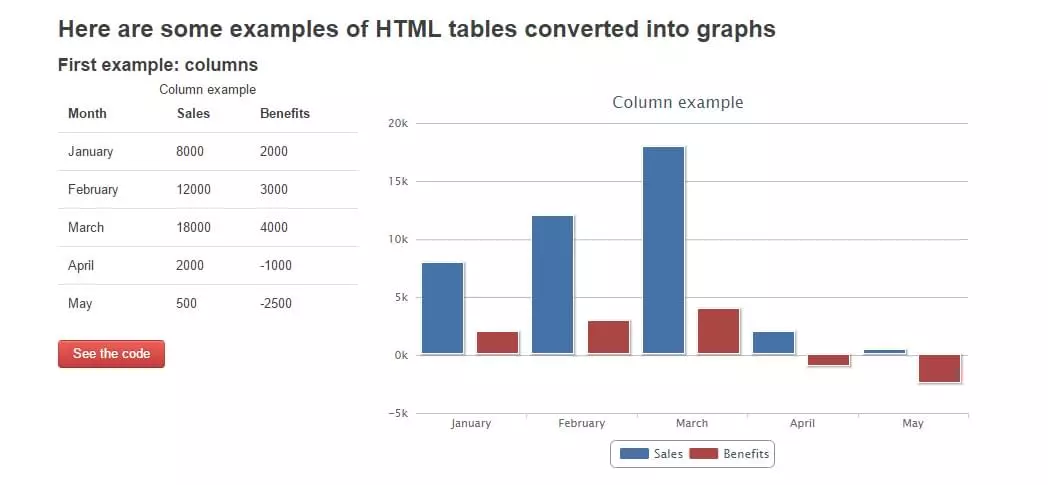 Here are some examples of HTML tables converted into graphs
First example: columns
Column example
Month Sales Benefits
January 8000 2000
February 12000 3000
March 18000 4000
April 2000 -1000
May 500 -2500
See the code
Column example
20k
15k
10k
5k
0k
−5k
January February March April May
Sales Benefits